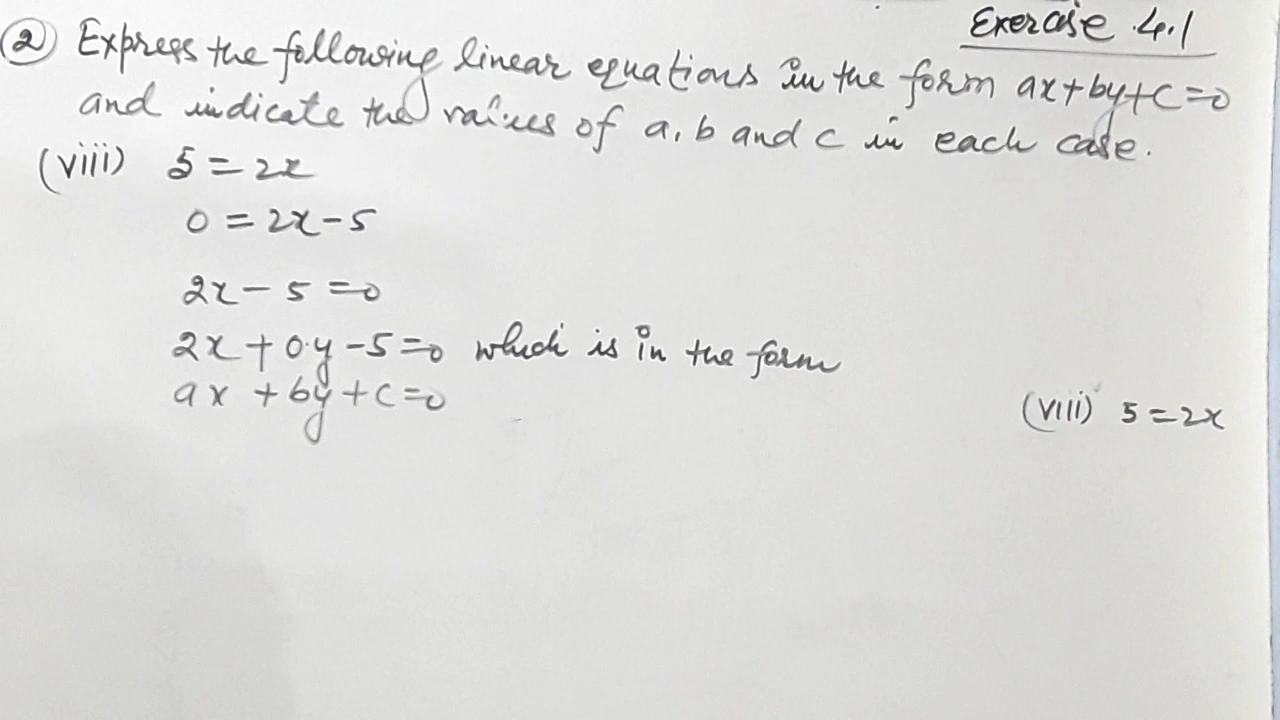 Exercise 4.1
(2) Express the following linear equations in the form ax+by+c=0
and indicate the values of a, b and c in each case.
(viii) 5=2x
0=2x-5
2x-5=0
2x+0.y-5=0 which is in the form
ax+by+c=0
(viii) 5=2x